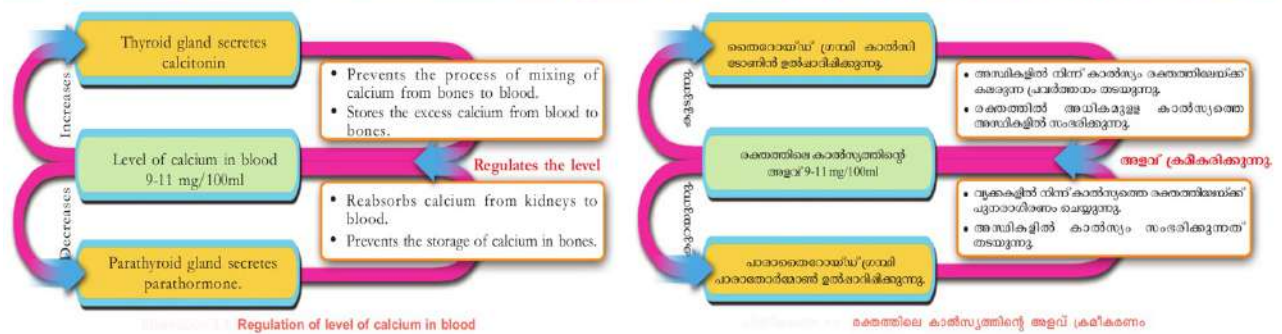 Thyroid gland secretes
calcitonin
Increases
• Prevents the process of mixing of
calcium from bones to blood.
• Stores the excess calcium from blood to
bones.
Level of calcium in blood
9-11 mg/100ml
Regulates the level
Decreases
• Reabsorbs calcium from kidneys to
blood.
• Prevents the storage of calcium in bones.
Parathyroid gland secretes
parathormone.
Regulation of level of calcium in blood
തൈറോയ്ഡ് ഗ്രന്ഥി കാൽസി
ടോണിൻ ഉൽപ്പാദിപ്പിക്കുന്നു.
കൂടുന്നു
• അസ്ഥികളിൽ നിന്ന് കാൽസ്യം രക്തത്തിലേയ്ക്ക്
കലരുന്ന പ്രവർത്തനം തടയുന്നു.
• രക്തത്തിൽ അധികമുള്ള കാൽസ്യത്തെ
അസ്ഥികളിൽ സംഭരിക്കുന്നു.
രക്തത്തിലെ കാൽസ്യത്തിന്റെ
അളവ് 9-11 mg/100ml
അളവ് ക്രമീകരിക്കുന്നു.
കുറയുന്നു
• വൃക്കകളിൽ നിന്ന് കാൽസ്യത്തെ രക്തത്തിലേയ്ക്ക്
പുനരാഗിരണം ചെയ്യുന്നു.
• അസ്ഥികളിൽ കാൽസ്യം സംഭരിക്കുന്നത്
തടയുന്നു.
പാരാതൈറോയ്ഡ് ഗ്രന്ഥി
പാരാതോർമോൺ ഉൽപ്പാദിപ്പിക്കുന്നു.
രക്തത്തിലെ കാൽസ്യത്തിന്റെ അളവ് ക്രമീകരണം